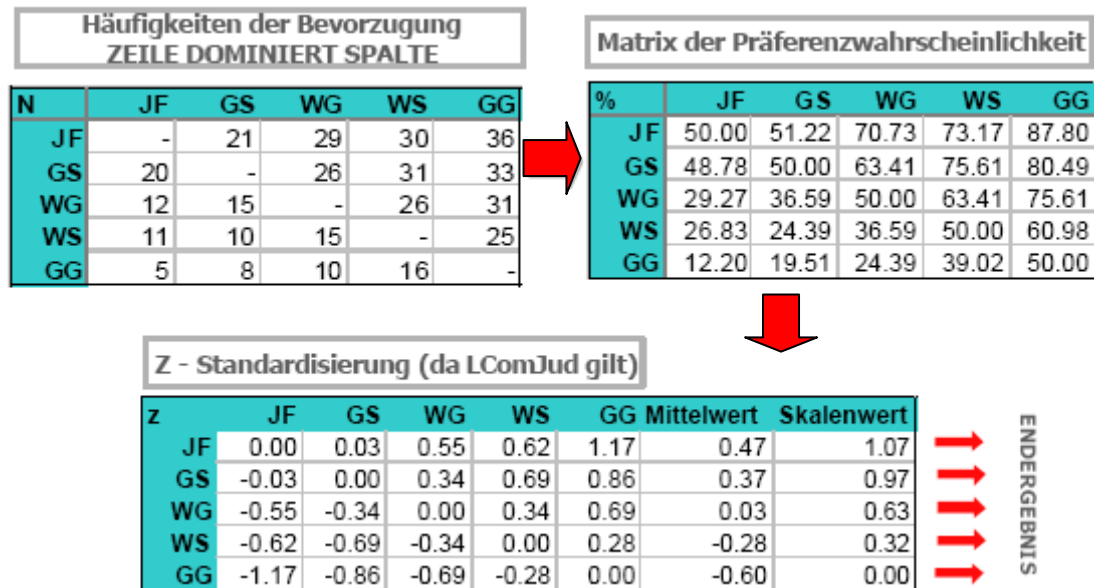 Häufigkeiten der Bevorzugung
ZEILE DOMINIERT SPALTE
N JF GS WG WS GG
JF - 21 29 30 36
GS 20 - 26 31 33
WG 12 15 - 26 31
WS 11 10 15 - 25
GG 5 8 10 16 -
Matrix der Präferenzwahrscheinlichkeit
% JF GS WG WS GG
JF 50.00 51.22 70.73 73.17 87.80
GS 48.78 50.00 63.41 75.61 80.49
WG 29.27 36.59 50.00 63.41 75.61
WS 26.83 24.39 36.59 50.00 60.98
GG 12.20 19.51 24.39 39.02 50.00
Z - Standardisierung (da LComJud gilt)
z JF GS WG WS GG Mittelwert Skalenwert
JF 0.00 0.03 0.55 0.62 1.17 0.47 1.07
GS -0.03 0.00 0.34 0.69 0.86 0.37 0.97
WG -0.55 -0.34 0.00 0.34 0.69 0.03 0.63
WS -0.62 -0.69 -0.34 0.00 0.28 -0.28 0.32
GG -1.17 -0.86 -0.69 -0.28 0.00 -0.60 0.00
ENDERGEBNIS